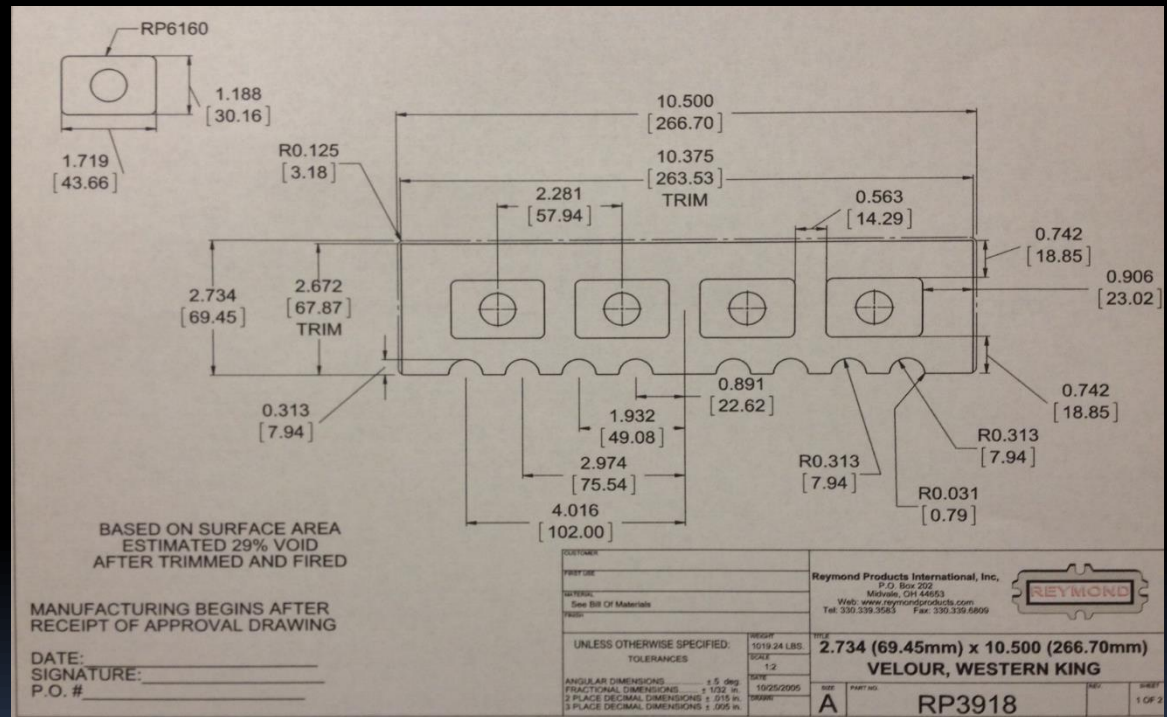 RP6160
1.188
[30.16]
1.719
[43.66]
10.500
[266.70]
R0.125
[3.18]
10.375
[263.53]
TRIM
2.281
[57.94]
0.563
[14.29]
0.742
[18.85]
0.906
[23.02]
2.734
[69.45]
2.672
[67.87]
TRIM
0.313
[7.94]
0.891
[22.62]
1.932
[49.08]
2.974
[75.54]
4.016
[102.00]
0.742
[18.85]
R0.313
[7.94]
R0.313
[7.94]
R0.031
[0.79]
BASED ON SURFACE AREA
ESTIMATED 29% VOID
AFTER TRIMMED AND FIRED
MANUFACTURING BEGINS AFTER
RECEIPT OF APPROVAL DRAWING
DATE:
SIGNATURE:
P.O. #
CUSTOMER
FIRST USE
MATERIAL
See Bill Of Materials
FINISH
UNLESS OTHERWISE SPECIFIED:
TOLERANCES
ANGULAR DIMENSIONS ± 5 deg
FRACTIONAL DIMENSIONS ± 1/32 in.
2 PLACE DECIMAL DIMENSIONS ± .015 in.
3 PLACE DECIMAL DIMENSIONS ± .005 in.
WEIGHT
1019.24 LBS.
SCALE
1:2
DATE
10/25/2005
DRAWN
Reymond Products International, Inc,
P.O. Box 202
Midvale, OH 44653
Web: www.reymondproducts.com
Tel: 330.339.3583 Fax: 330.339.6809
REYMOND
TITLE
2.734 (69.45mm) x 10.500 (266.70mm)
VELOUR, WESTERN KING
SIZE
A
PART NO.
RP3918
REV.
SHEET
1 OF 2